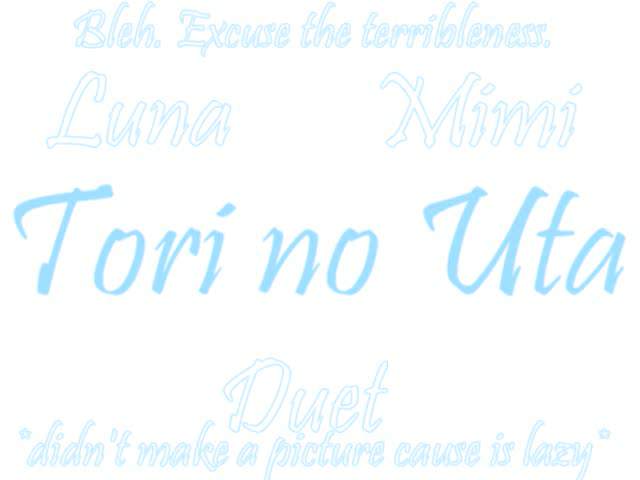 Bleh. Excuse the terribleness.
Luna Mimi
Tori no Uta
Duet
*didn't make a picture cause is lazy*